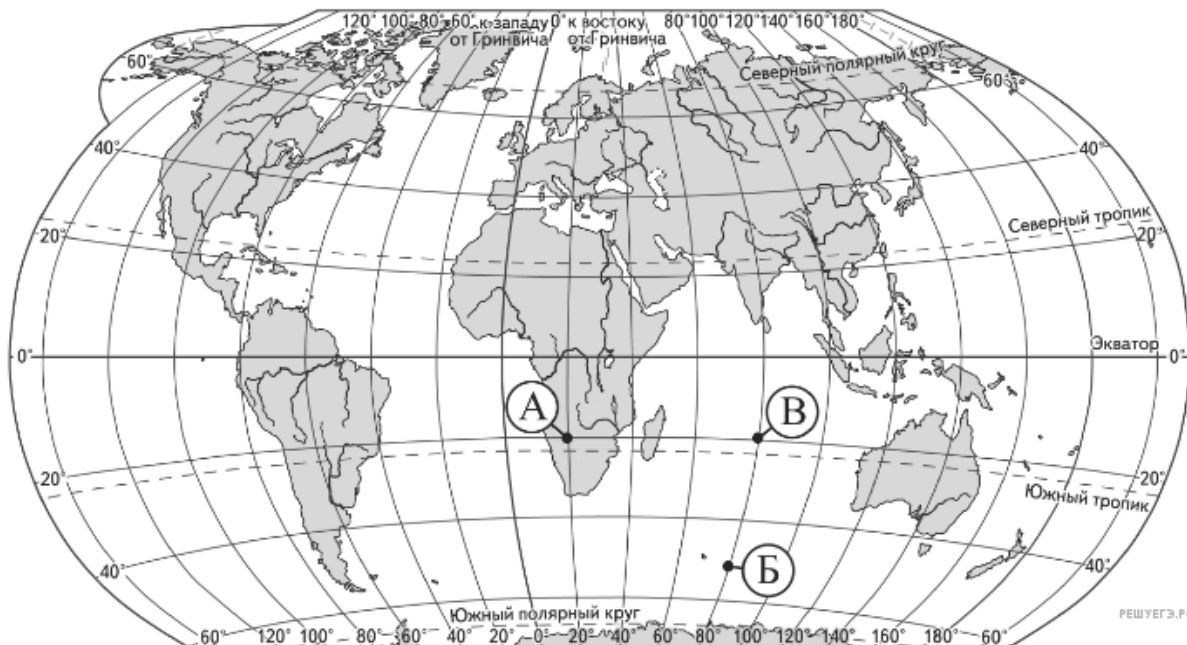 120° 100° 80° 60° к западу 0° к востоку 80° 100° 120° 140° 160° 180°
от Гринвича от Гринвича
60°
Северный полярный круг
60°
40°
40°
Северный тропик
20°
20°
Экватор
0°
0°
А
В
20°
20°
Южный тропик
Б
40°
40°
Южный полярный круг
РЕШУЕГЭ.РФ
60° 120° 100° 80° 60° 40° 20° 0° 20° 40° 60° 80° 100° 120° 140° 160° 180° 60°